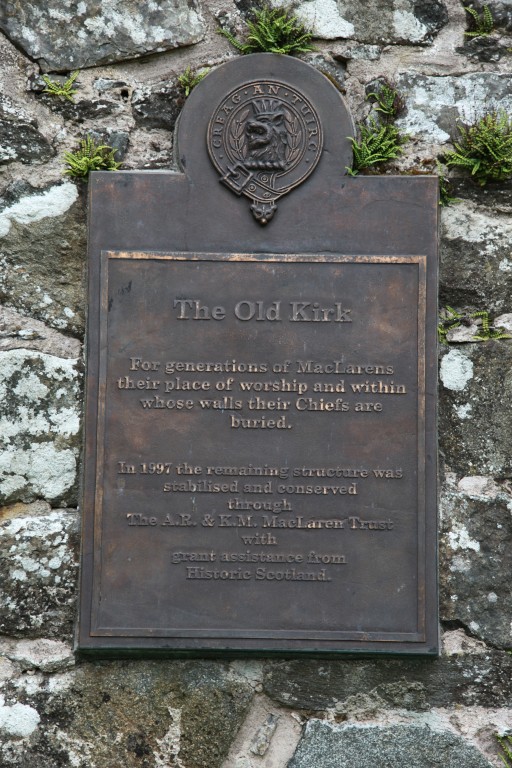 CREAG · AN · TUIRC
The Old Kirk
For generations of MacLarens
their place of worship and within
whose walls their Chiefs are
buried.
In 1997 the remaining structure was
stabilised and conserved
through
The A.R. & K.M. MacLaren Trust
with
grant assistance from
Historic Scotland.